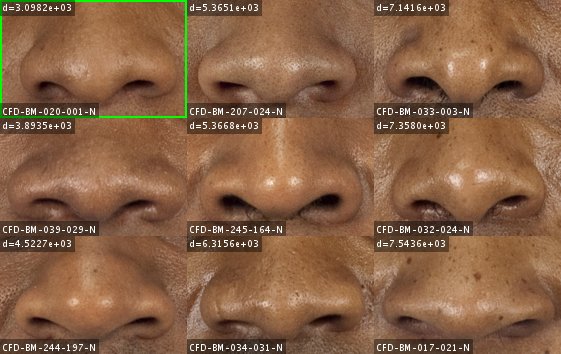 d=3.0982e+03
CFD-BM-020-001-N
d=5.3651e+03
CFD-BM-207-024-N
d=7.1416e+03
CFD-BM-033-003-N
d=3.8935e+03
CFD-BM-039-029-N
d=5.3668e+03
CFD-BM-245-164-N
d=7.3580e+03
CFD-BM-032-024-N
d=4.5227e+03
CFD-BM-244-197-N
d=6.3156e+03
CFD-BM-034-031-N
d=7.5436e+03
CFD-BM-017-021-N